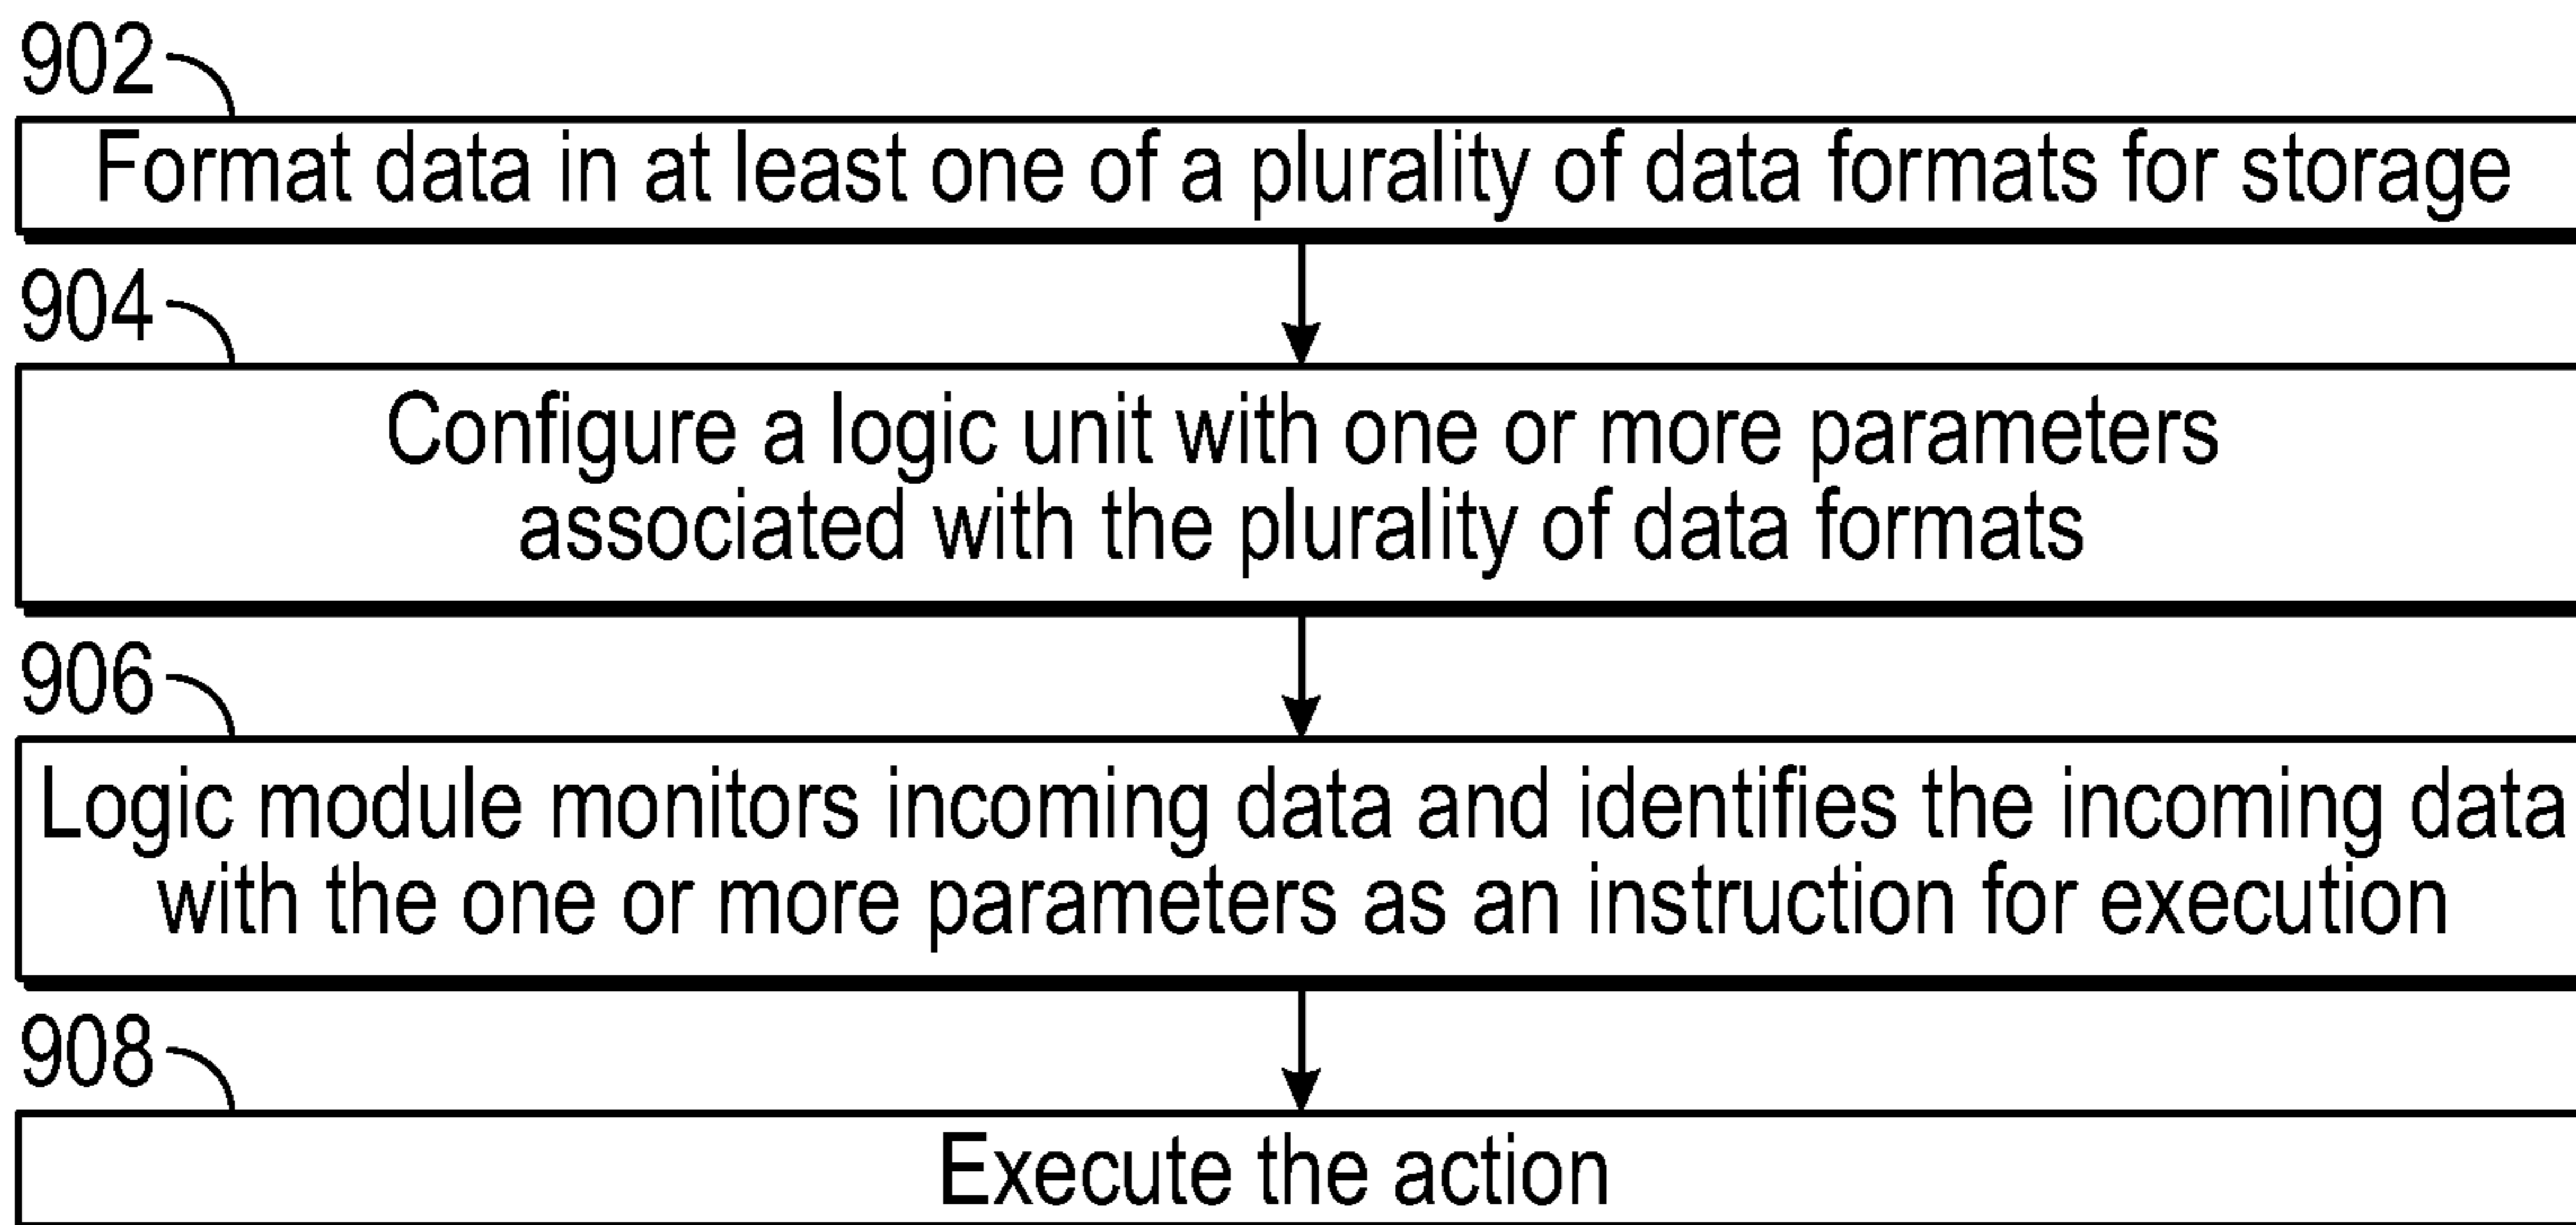 902
Format data in at least one of a plurality of data formats for storage
904
Configure a logic unit with one or more parameters
associated with the plurality of data formats
906
Logic module monitors incoming data and identifies the incoming data
with the one or more parameters as an instruction for execution
908
Execute the action